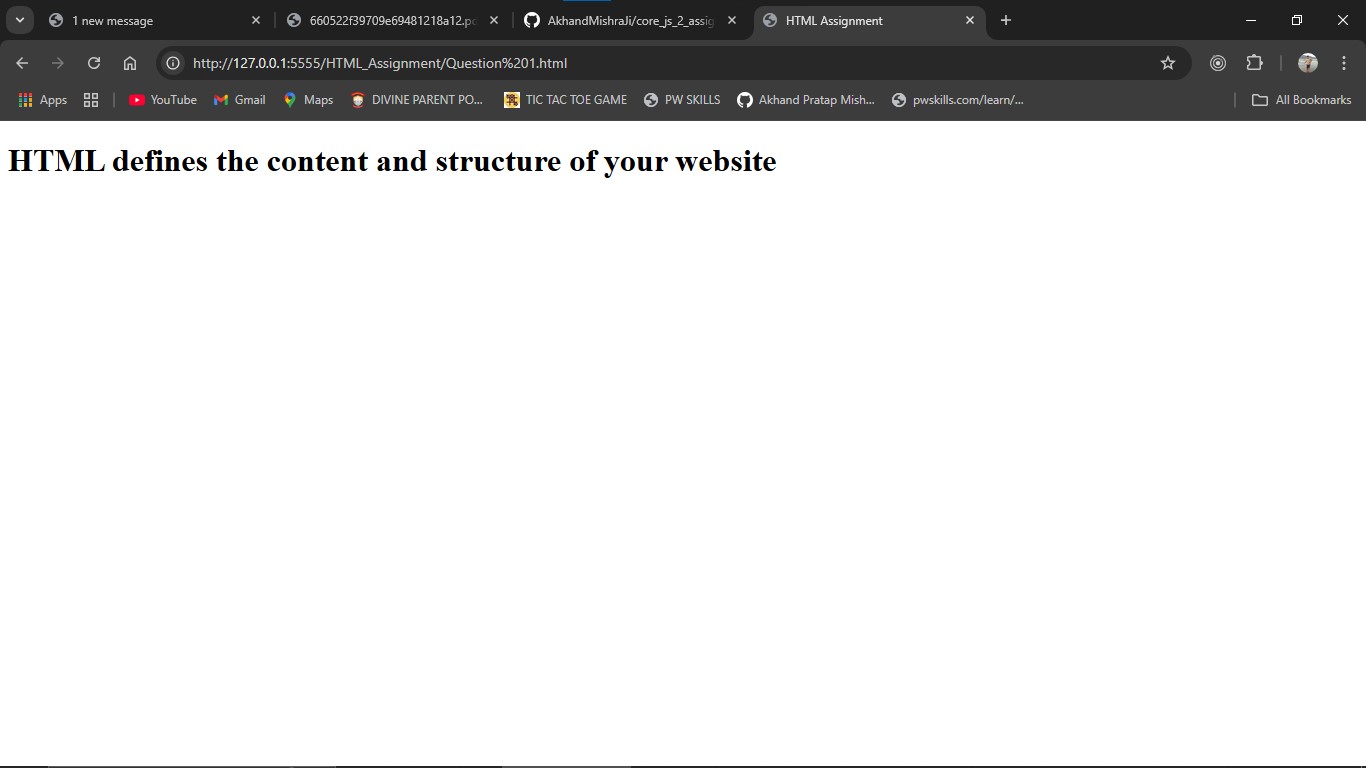 1 new message
660522f39709e69481218a12.pd
AkhandMishraJi/core_js_2_assig
HTML Assignment
http://127.0.0.1:5555/HTML_Assignment/Question%201.html
Apps
YouTube
Gmail
Maps
DIVINE PARENT PO...
TIC TAC TOE GAME
PW SKILLS
Akhand Pratap Mish...
pwskills.com/learn/...
All Bookmarks
HTML defines the content and structure of your website